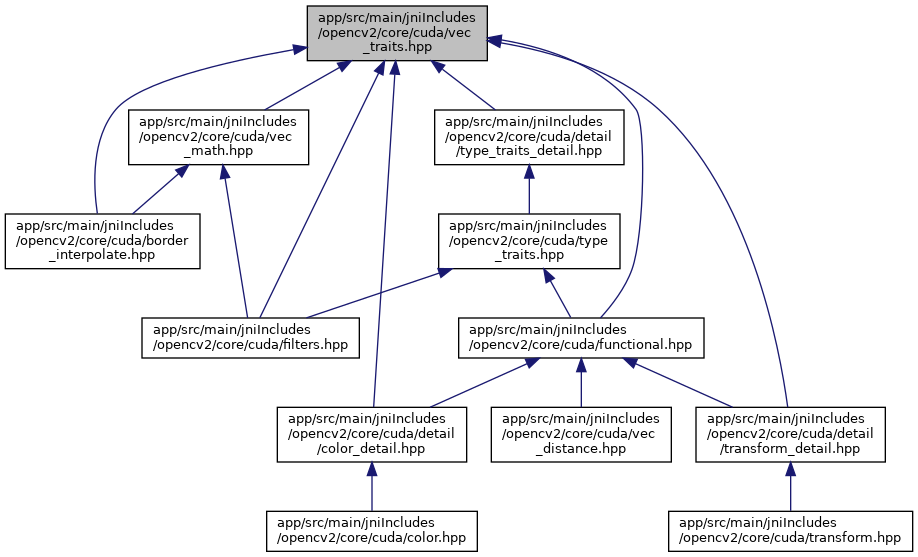 app/src/main/jniIncludes
/opencv2/core/cuda/vec
_traits.hpp
app/src/main/jniIncludes
/opencv2/core/cuda/vec
_math.hpp
app/src/main/jniIncludes
/opencv2/core/cuda/detail
/type_traits_detail.hpp
app/src/main/jniIncludes
/opencv2/core/cuda/border
_interpolate.hpp
app/src/main/jniIncludes
/opencv2/core/cuda/type
_traits.hpp
app/src/main/jniIncludes
/opencv2/core/cuda/filters.hpp
app/src/main/jniIncludes
/opencv2/core/cuda/functional.hpp
app/src/main/jniIncludes
/opencv2/core/cuda/detail
/color_detail.hpp
app/src/main/jniIncludes
/opencv2/core/cuda/vec
_distance.hpp
app/src/main/jniIncludes
/opencv2/core/cuda/detail
/transform_detail.hpp
app/src/main/jniIncludes
/opencv2/core/cuda/color.hpp
app/src/main/jniIncludes
/opencv2/core/cuda/transform.hpp